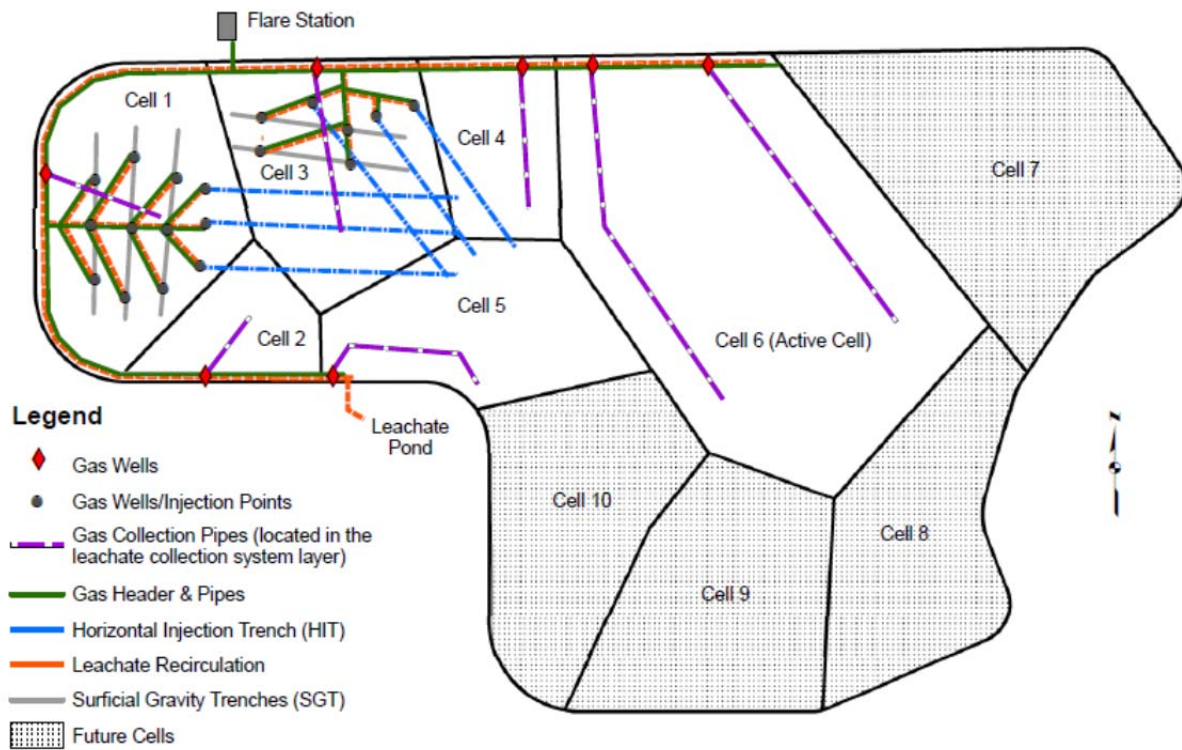 Flare Station
Cell 1
Cell 4
Cell 3
Cell 7
Cell 5
Cell 2
Cell 6 (Active Cell)
Leachate
Pond
Cell 10
Cell 8
Cell 9
Legend
Gas Wells
Gas Wells/Injection Points
Gas Collection Pipes (located in the
leachate collection system layer)
Gas Header & Pipes
Horizontal Injection Trench (HIT)
Leachate Recirculation
Surficial Gravity Trenches (SGT)
Future Cells